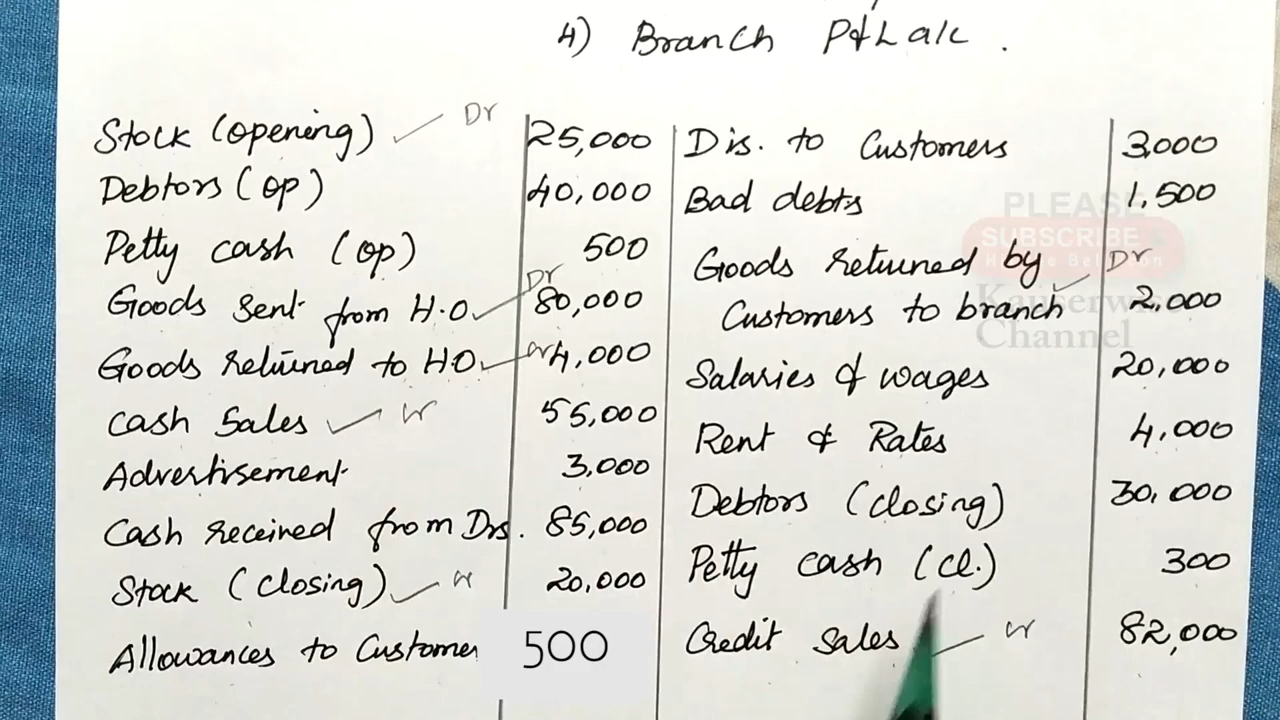 4) Branch P&L a/c.
Stock (opening) Dr 25,000
Debtors (op) 40,000
Petty cash (op) 500
Goods sent from H.O. Dr 80,000
Goods returned to HO. cr 4,000
Cash Sales cr 55,000
Advertisement 3,000
Cash received from Drs. 85,000
Stock (closing) cr 20,000
Allowances to Customer 500
Dis. to Customers 3000
Bad debts 1,500
Goods returned by Dr
Customers to branch 2,000
Salaries & wages 20,000
Rent & Rates 4,000
Debtors (closing) 30,000
Petty cash (cl.) 300
Credit sales cr 82,000
PLEASE
SUBSCRIBE
Channel